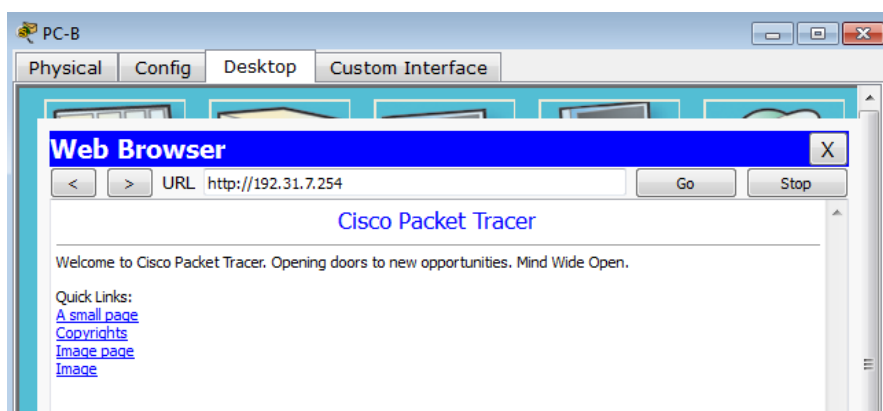 PC-B
Physical Config Desktop Custom Interface
Web Browser X
< > URL http://192.31.7.254 Go Stop
Cisco Packet Tracer
Welcome to Cisco Packet Tracer. Opening doors to new opportunities. Mind Wide Open.
Quick Links:
A small page
Copyrights
Image page
Image